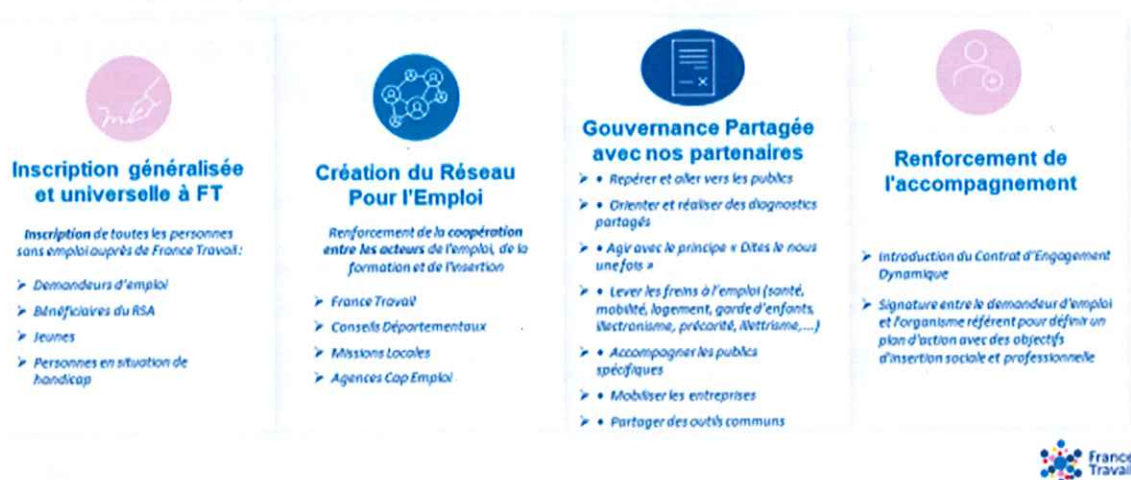 Inscription généralisée
et universelle à FT
Inscription de toutes les personnes
sans emploi auprès de France Travail :
➢ Demandeurs d'emploi
➢ Bénéficiaires du RSA
➢ Jeunes
➢ Personnes en situation de
handicap
Création du Réseau
Pour l'Emploi
Renforcement de la coopération
entre les acteurs de l'emploi, de la
formation et de l'insertion
➢ France Travail
➢ Conseils Départementaux
➢ Missions Locales
➢ Agences Cap Emploi
Gouvernance Partagée
avec nos partenaires
➢ • Repérer et aller vers les publics
➢ • Orienter et réaliser des diagnostics
partagés
➢ • Agir avec le principe « Dites le nous
une fois »
➢ • Lever les freins à l'emploi (santé,
mobilité, logement, garde d'enfants,
illectronisme, précarité, illettrisme,...)
➢ • Accompagner les publics
spécifiques
➢ • Mobiliser les entreprises
➢ • Partager des outils communs
Renforcement de
l'accompagnement
➢ Introduction du Contrat d'Engagement
Dynamique
➢ Signature entre le demandeur d'emploi
et l'organisme référent pour définir un
plan d'action avec des objectifs
d'insertion sociale et professionnelle
France
Travail